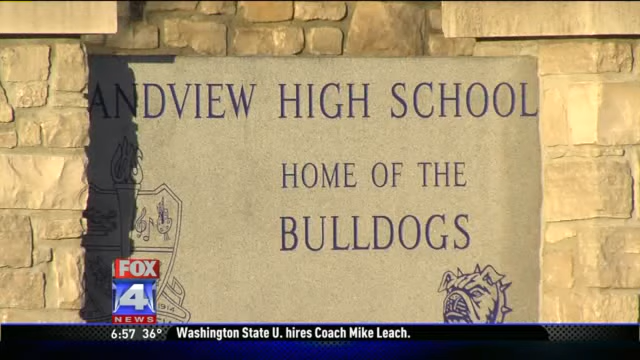 ANDVIEW HIGH SCHOOL
HOME OF THE
BULLDOGS
1914
FOX
4
NEWS
6:57 36° Washington State U. hires Coach Mike Leach.